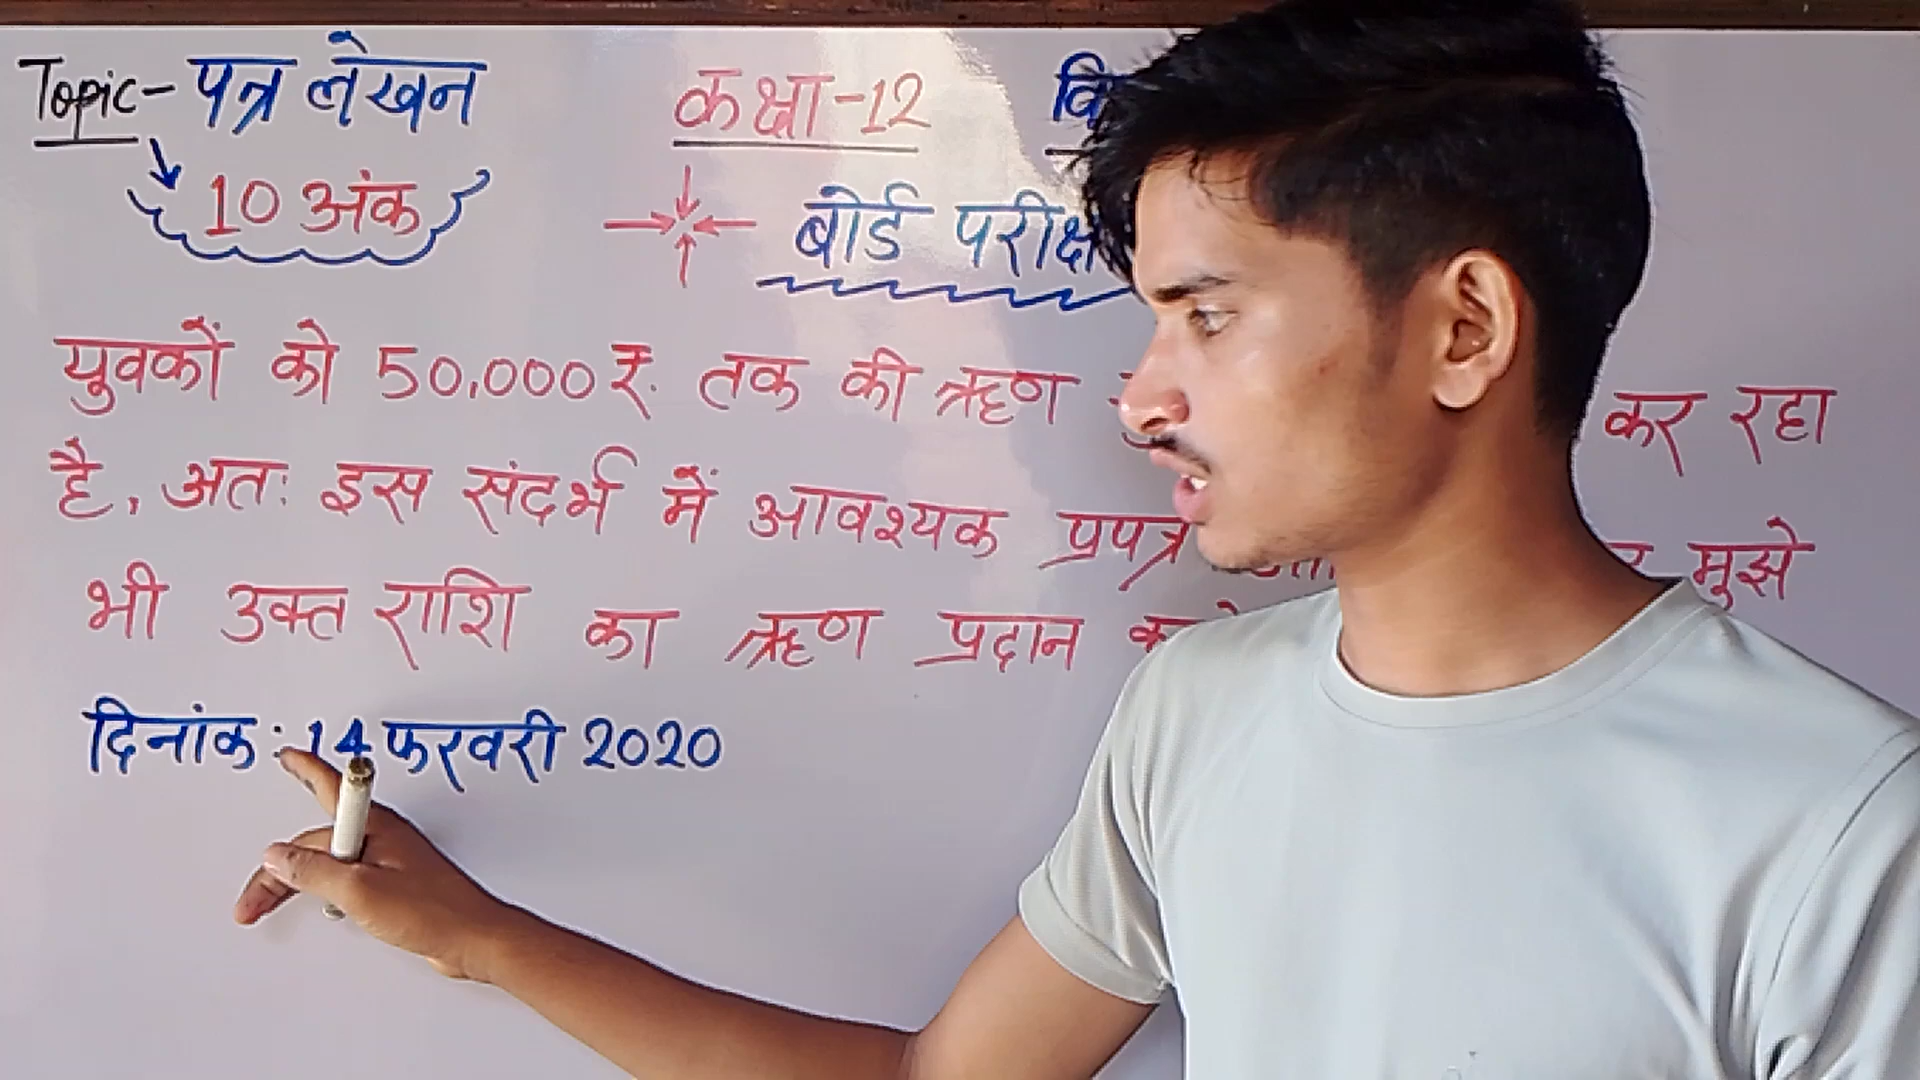 Topic- पत्र लेखन कक्षा-12
10 अंक बोर्ड
युवकों को 50,000 ₹. तक की ऋण कर रहा
है, अतः इस संदर्भ में आवश्यक प्रपत्र मुझे
भी उक्त राशि का ऋण प्रदान
दिनांक : 14 फरवरी 2020